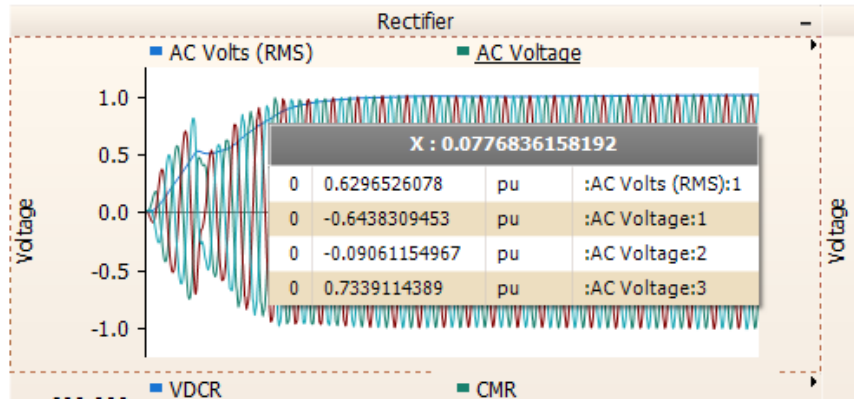 Rectifier
AC Volts (RMS) AC Voltage
Voltage
1.0
0.5
0.0
-0.5
-1.0
X : 0.0776836158192
0 0.6296526078 pu :AC Volts (RMS):1
0 -0.6438309453 pu :AC Voltage:1
0 -0.09061154967 pu :AC Voltage:2
0 0.7339114389 pu :AC Voltage:3
Voltage
VDCR CMR